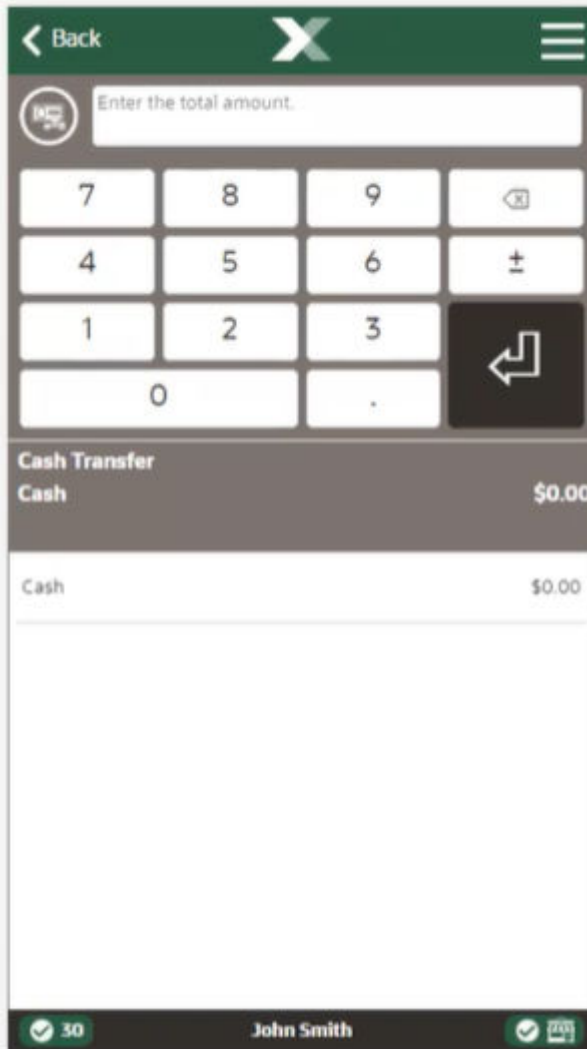 Back
Enter the total amount.
7 8 9
4 5 6 ±
1 2 3
0 .
Cash Transfer
Cash $0.00
Cash $0.00
30 John Smith